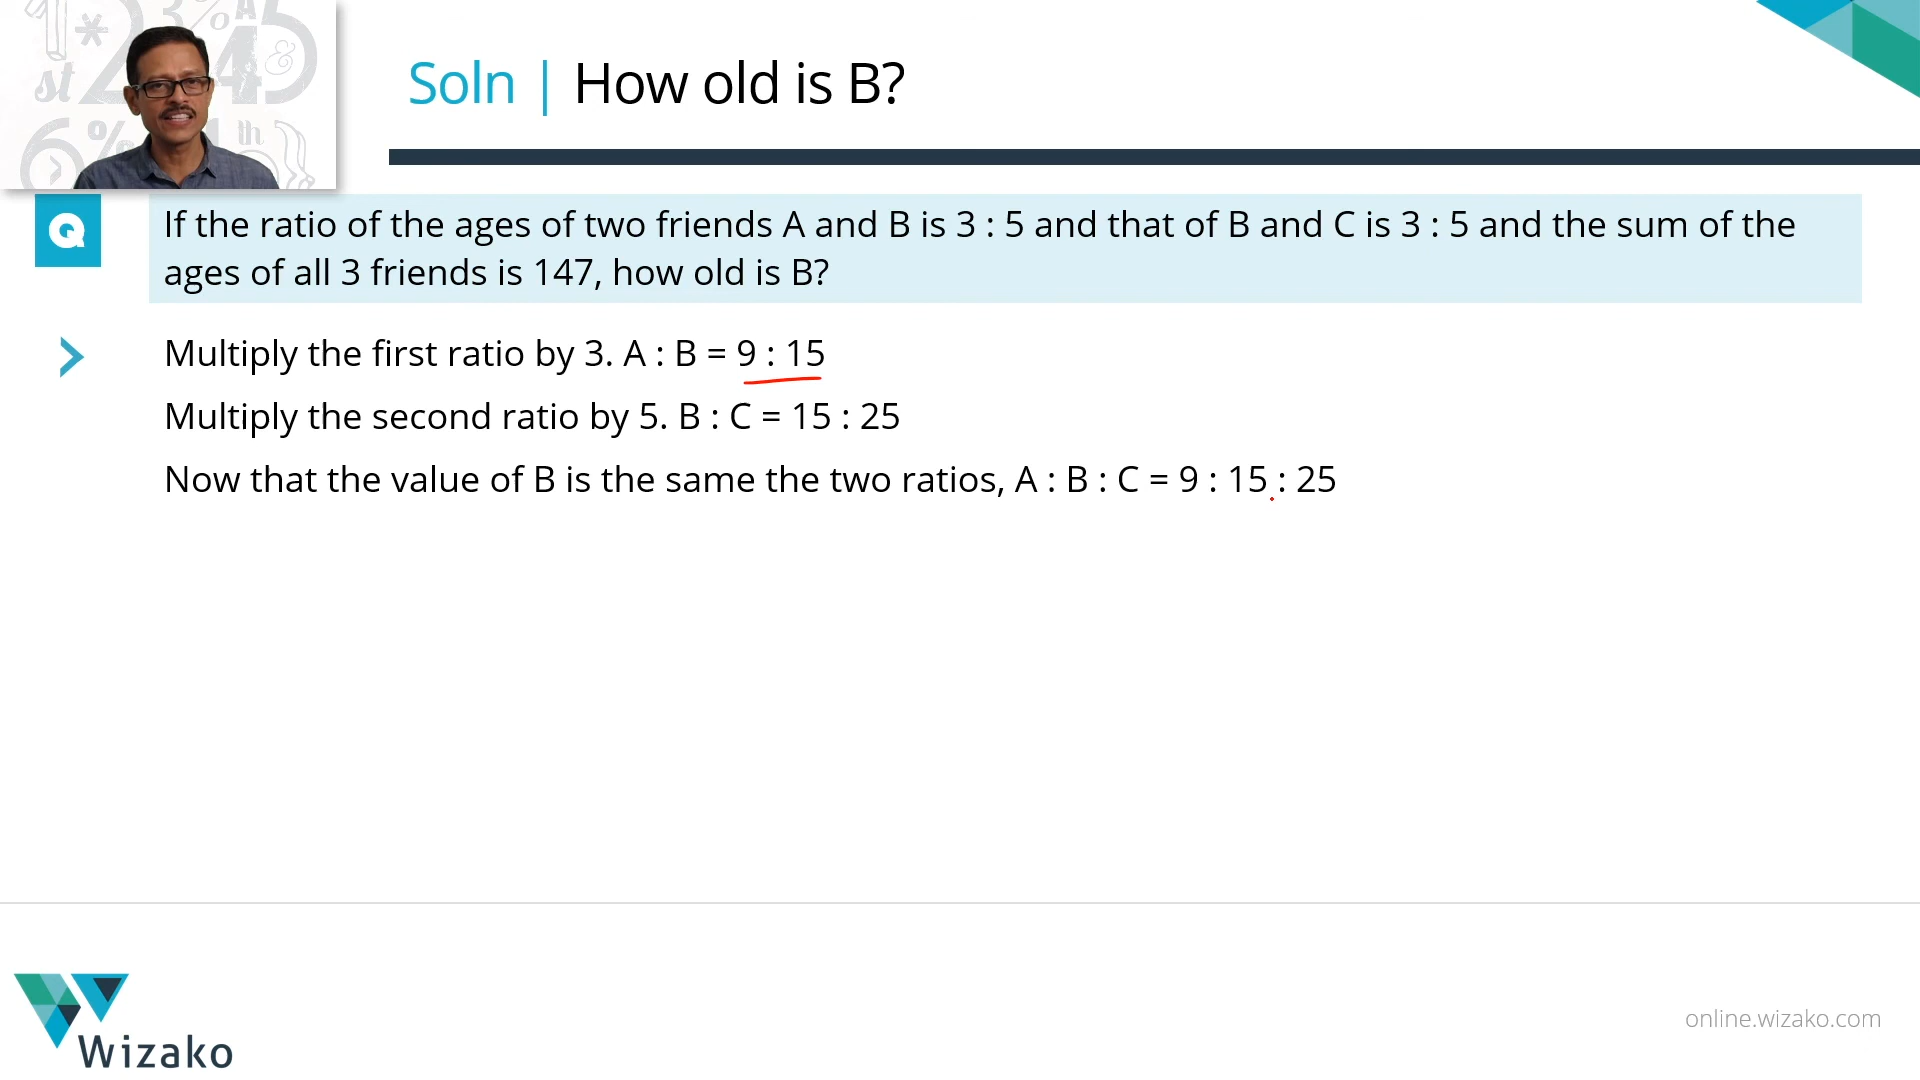 Soln | How old is B?
Q
If the ratio of the ages of two friends A and B is 3 : 5 and that of B and C is 3 : 5 and the sum of the
ages of all 3 friends is 147, how old is B?
Multiply the first ratio by 3. A : B = 9 : 15
Multiply the second ratio by 5. B : C = 15 : 25
Now that the value of B is the same the two ratios, A : B : C = 9 : 15 : 25
Wizako
online.wizako.com